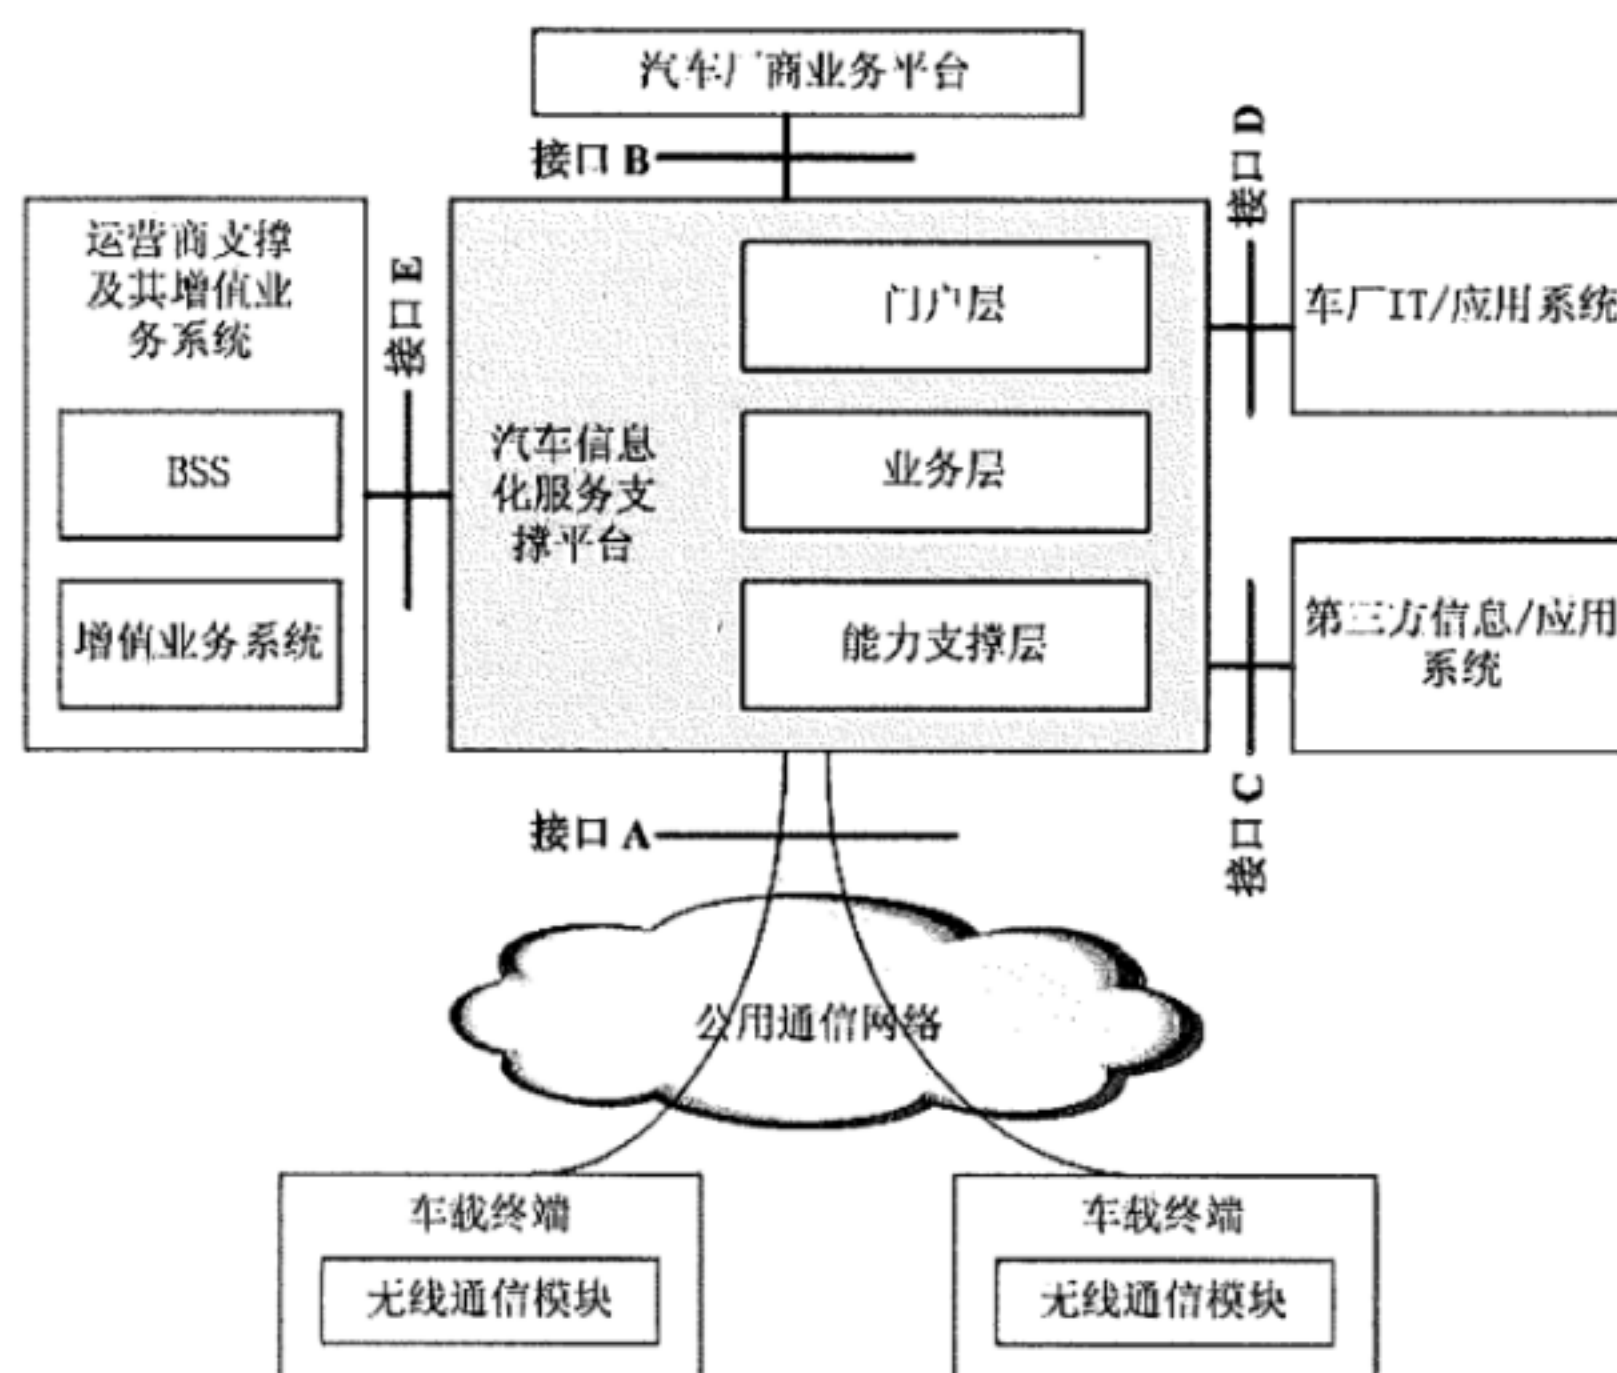 汽车厂商业务平台
接口 B
接口 D
运营商支撑
及其增值业
务系统
接口 E
门户层
车厂IT/应用系统
BSS
汽车信息
化服务支
撑平台
业务层
增值业务系统
能力支撑层
第三方信息/应用
系统
接口 A
接口 C
公用通信网络
车载终端
车载终端
无线通信模块
无线通信模块